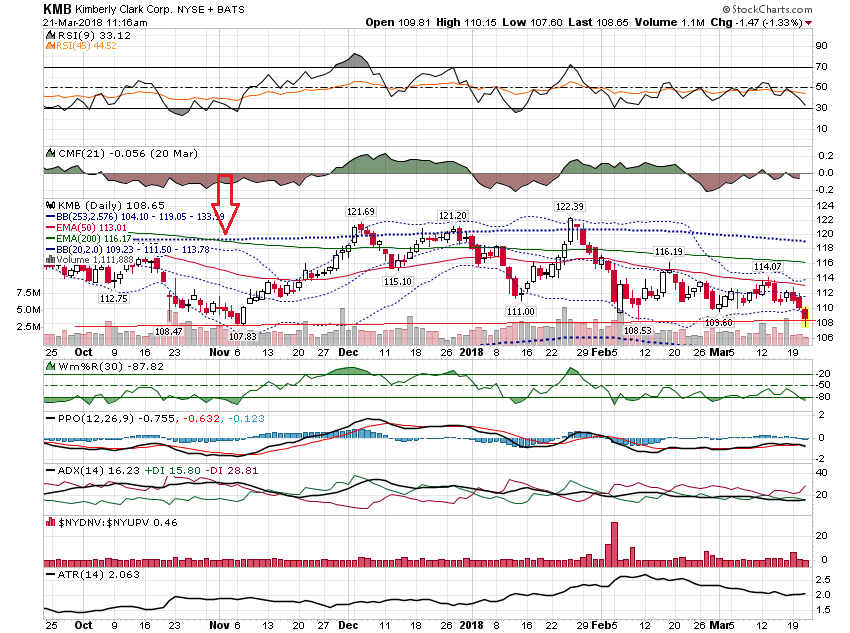 KMB Kimberly Clark Corp. NYSE + BATS © StockCharts.com
21-Mar-2018 11:16am Open 109.81 High 110.15 Low 107.60 Last 108.65 Volume 1.1M Chg -1.47 (-1.33%)
RSI(9) 33.12
RSI(45) 44.52
90
70
50
30
10
CMF(21) -0.056 (20 Mar)
0.2
0.0
-0.2
KMB (Daily) 108.65
BB(253,2.576) 104.10 - 119.05 - 133.99
EMA(50) 113.01
EMA(200) 116.17
BB(20,2.0) 109.23 - 111.50 - 113.78
Volume 1,111,888
124
122
120
118
116
114
112
110
108
106
7.5M
5.0M
2.5M
112.75
108.47
107.83
121.69
115.10
121.20
111.00
122.39
108.53
116.19
109.60
114.07
25 Oct 9 16 23 Nov 6 13 20 27 Dec 11 18 26 2018 8 16 22 29 Feb 5 12 20 26 Mar 5 12 19
Wm%R(30) -87.82
-20
-50
-80
PPO(12,26,9) -0.755, -0.632, -0.123
2
0
-2
ADX(14) 16.23 +DI 15.80 -DI 28.81
40
20
$NYDNV:$NYUPV 0.46
20
0
ATR(14) 2.063
2.5
2.0
1.5
25 Oct 9 16 23 Nov 6 13 20 27 Dec 11 18 26 2018 8 16 22 29 Feb 5 12 20 26 Mar 5 12 19